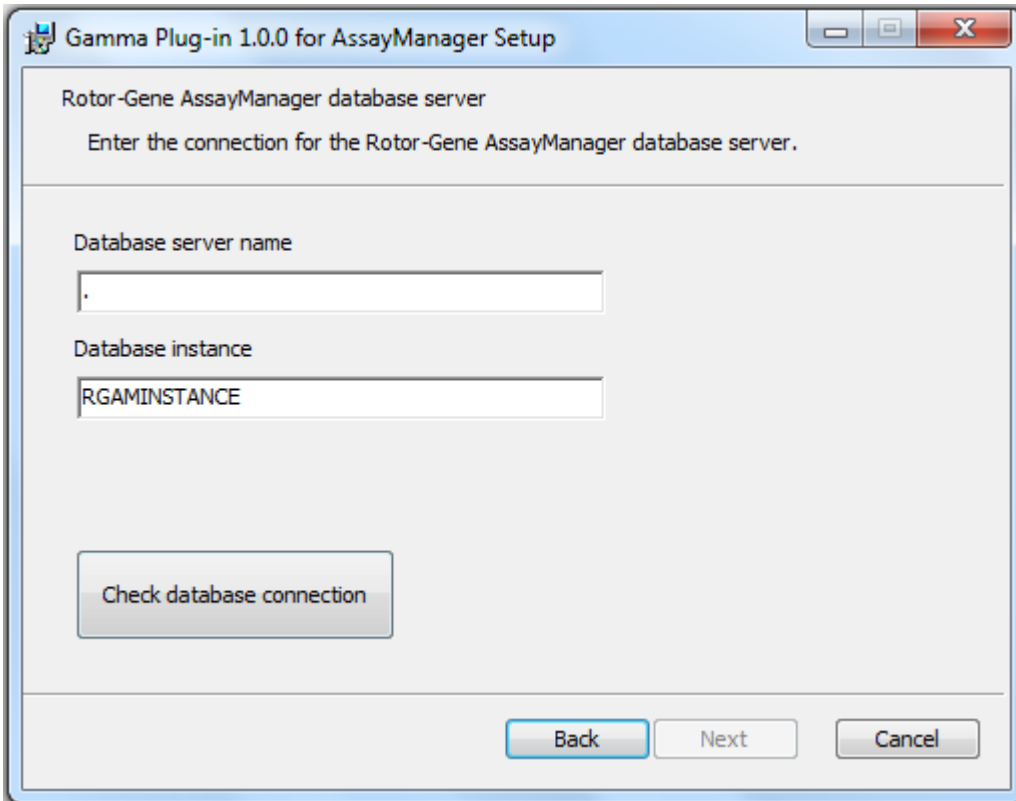 Gamma Plug-in 1.0.0 for AssayManager Setup
Rotor-Gene AssayManager database server
Enter the connection for the Rotor-Gene AssayManager database server.
Database server name
.
Database instance
RGAMINSTANCE
Check database connection
Back Next Cancel